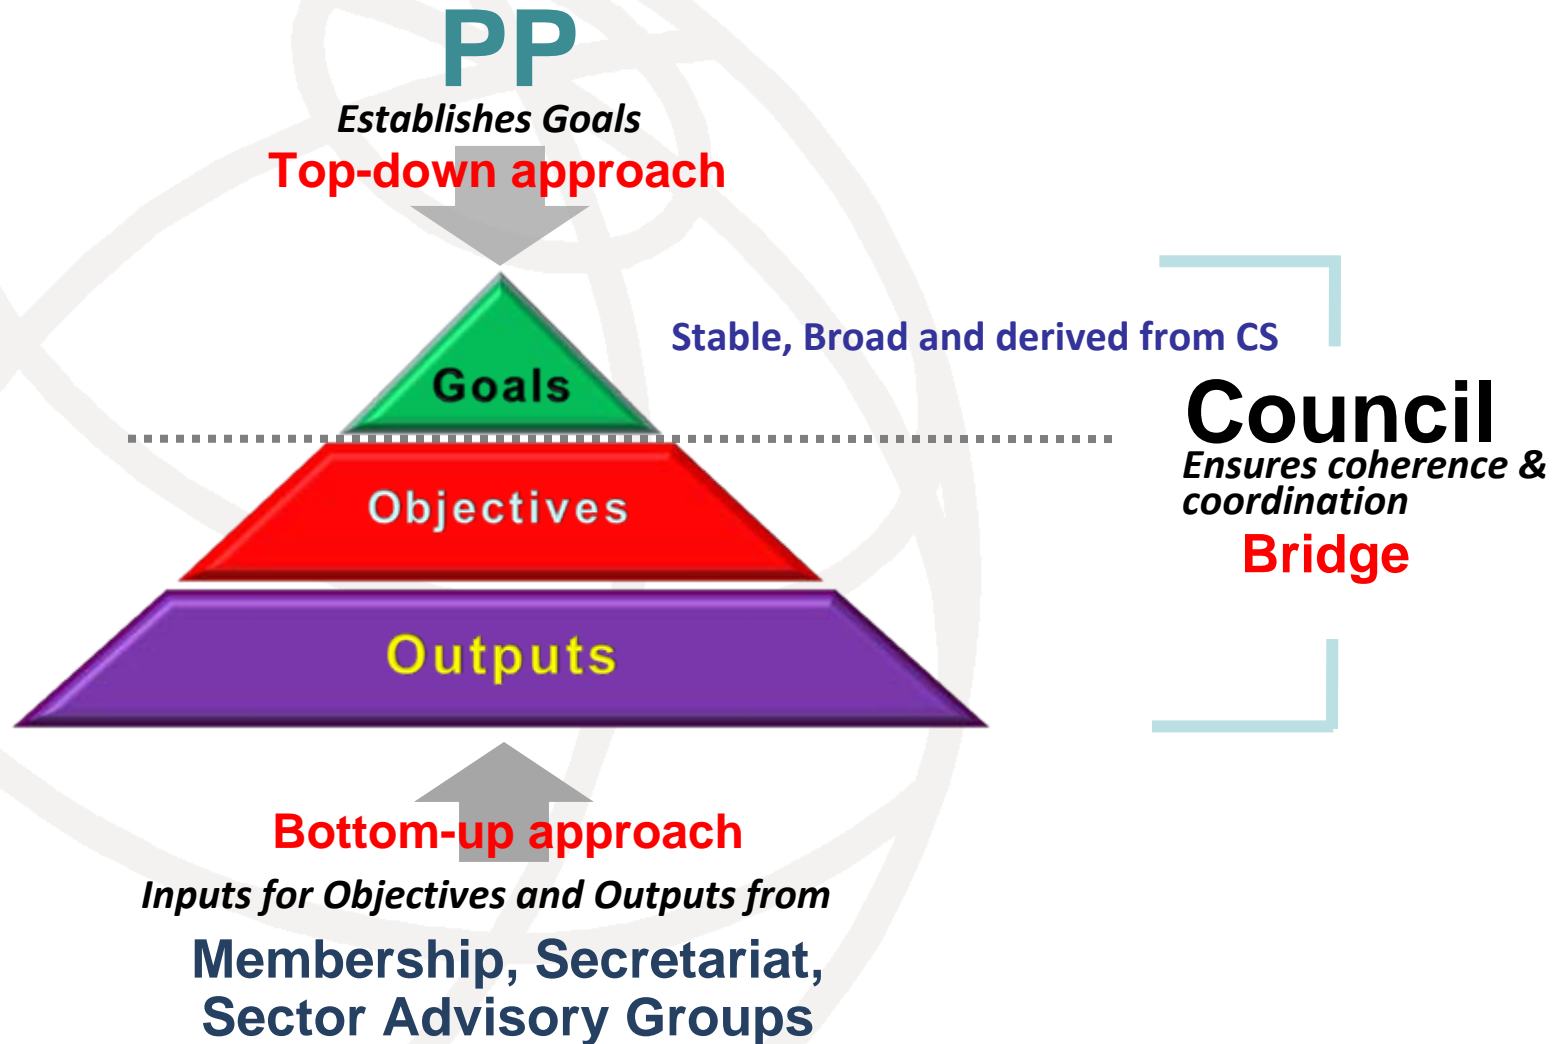 PP
Establishes Goals
Top-down approach
Stable, Broad and derived from CS
Goals
Council
Ensures coherence &
coordination
Bridge
Objectives
Outputs
Bottom-up approach
Inputs for Objectives and Outputs from
Membership, Secretariat,
Sector Advisory Groups